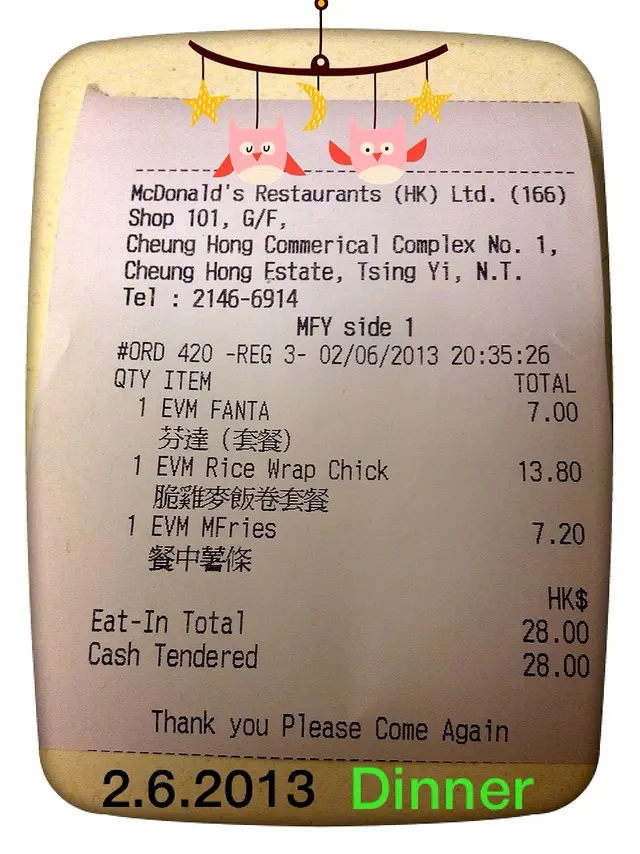 McDonald's Restaurants (HK) Ltd. (166)
Shop 101, G/F,
Cheung Hong Commerical Complex No. 1,
Cheung Hong Estate, Tsing Yi, N.T.
Tel : 2146-6914
MFY side 1
#ORD 420 -REG 3- 02/06/2013 20:35:26
QTY ITEM TOTAL
1 EVM FANTA 7.00
芬達 (套餐)
1 EVM Rice Wrap Chick 13.80
脆雞麥飯卷套餐
1 EVM MFries 7.20
餐中薯條
HK$
Eat-In Total 28.00
Cash Tendered 28.00
Thank you Please Come Again
2.6.2013 Dinner